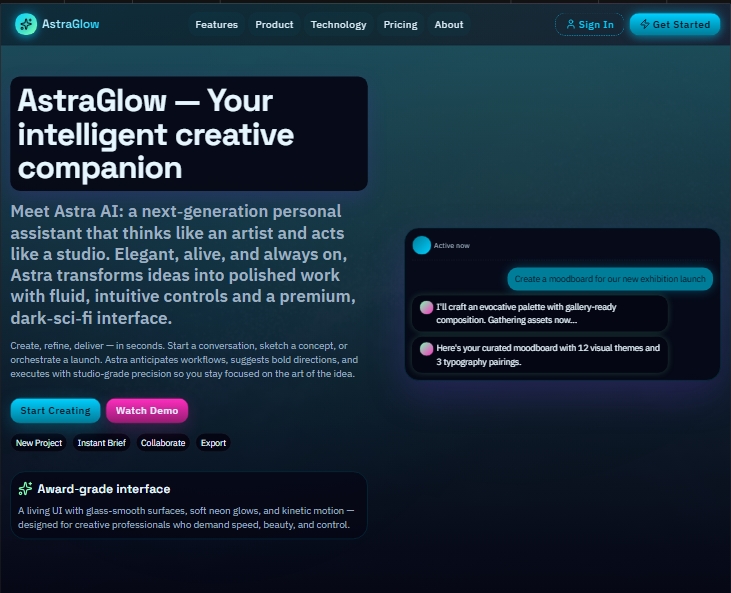 AstraGlow
Features
Product
Technology
Pricing
About
Sign In
Get Started
AstraGlow — Your
intelligent creative
companion
Meet Astra AI: a next-generation personal
assistant that thinks like an artist and acts
like a studio. Elegant, alive, and always on,
Astra transforms ideas into polished work
with fluid, intuitive controls and a premium,
dark-sci-fi interface.
Create, refine, deliver — in seconds. Start a conversation, sketch a concept, or
orchestrate a launch. Astra anticipates workflows, suggests bold directions, and
executes with studio-grade precision so you stay focused on the art of the idea.
Start Creating
Watch Demo
New Project
Instant Brief
Collaborate
Export
Award-grade interface
A living UI with glass-smooth surfaces, soft neon glows, and kinetic motion —
designed for creative professionals who demand speed, beauty, and control.
Active now
Create a moodboard for our new exhibition launch
I'll craft an evocative palette with gallery-ready
composition. Gathering assets now...
Here's your curated moodboard with 12 visual themes and
3 typography pairings.